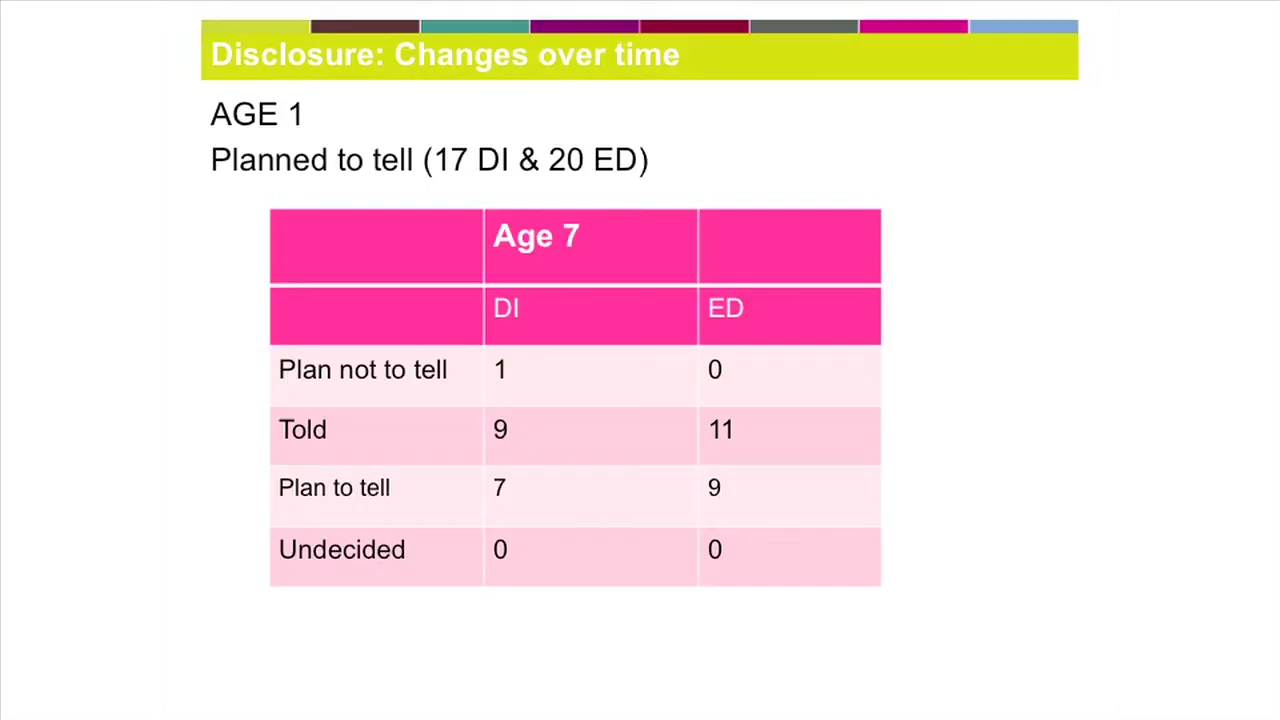 Disclosure: Changes over time
AGE 1
Planned to tell (17 DI & 20 ED)
Age 7
DI ED
Plan not to tell 1 0
Told 9 11
Plan to tell 7 9
Undecided 0 0